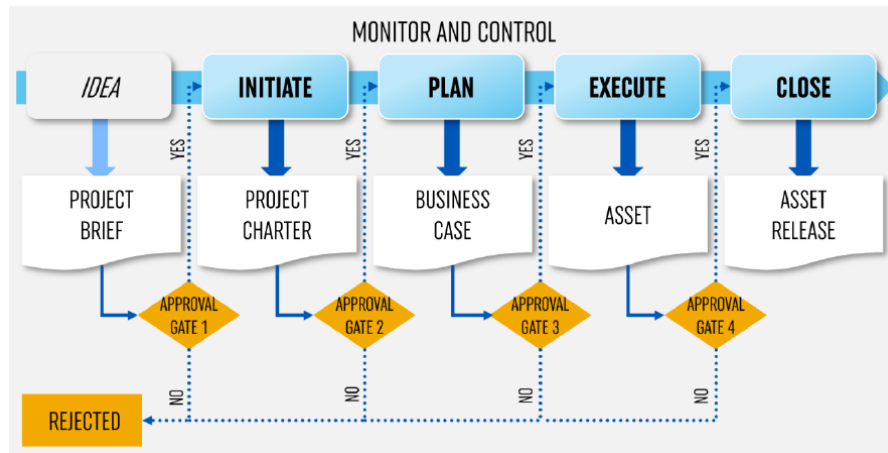 MONITOR AND CONTROL
IDEA
INITIATE
PLAN
EXECUTE
CLOSE
YES
YES
YES
YES
PROJECT
BRIEF
PROJECT
CHARTER
BUSINESS
CASE
ASSET
ASSET
RELEASE
APPROVAL
GATE 1
APPROVAL
GATE 2
APPROVAL
GATE 3
APPROVAL
GATE 4
NO
NO
NO
NO
REJECTED